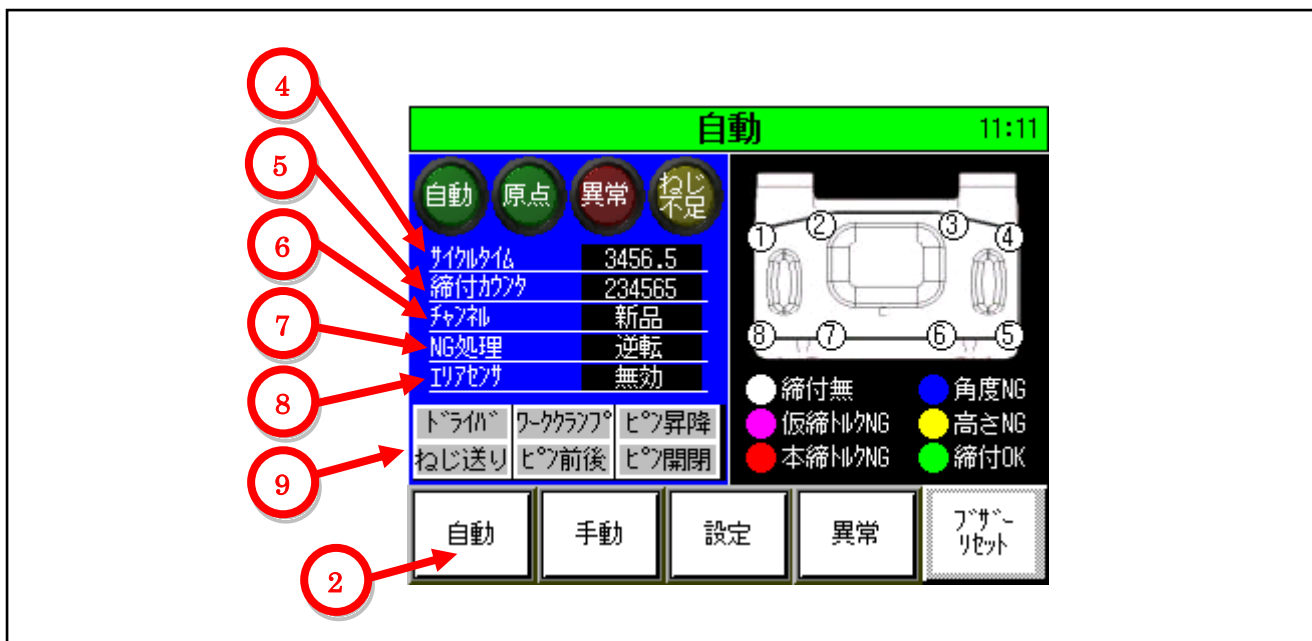 4
5
6
7
8
9
2
自動 11:11
自動 原点 異常 ねじ不足
サイクルタイム 3456.5
締付カウンタ 234565
チャンネル 新品
NG処理 逆転
エリアセンサ 無効
ドライバ ワーククランプ ピン昇降
ねじ送り ピン前後 ピン開閉
① ② ③ ④
⑧ ⑦ ⑥ ⑤
締付無 角度NG
仮締トルクNG 高さNG
本締トルクNG 締付OK
自動 手動 設定 異常 ブザーリセット